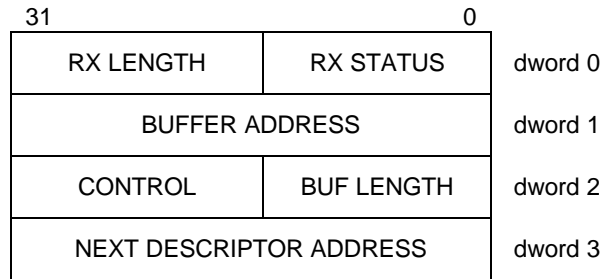 31 0
RX LENGTH RX STATUS dword 0
BUFFER ADDRESS dword 1
CONTROL BUF LENGTH dword 2
NEXT DESCRIPTOR ADDRESS dword 3